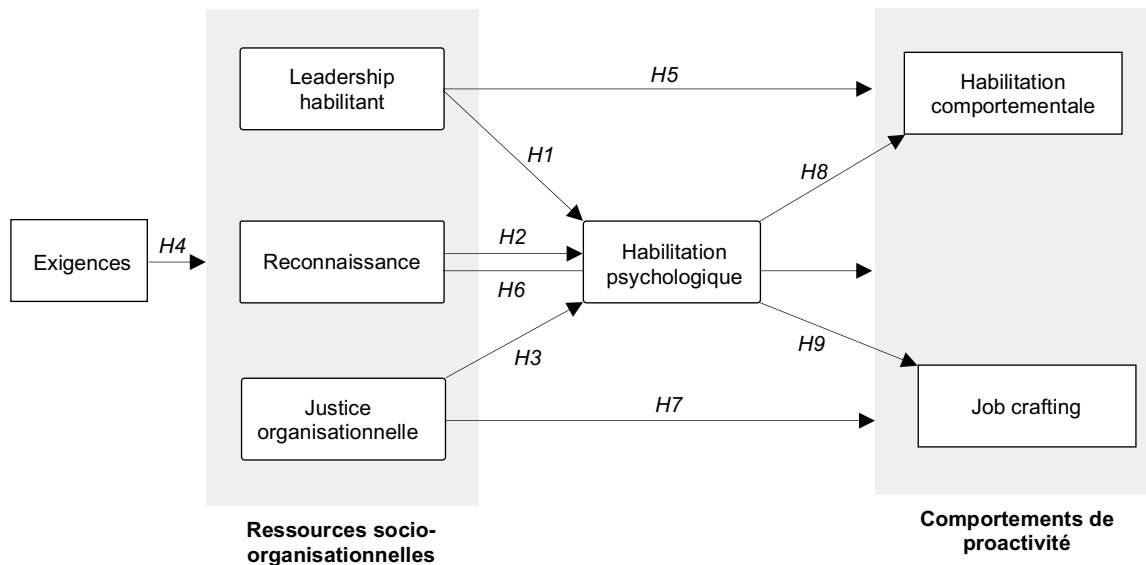 Leadership
habilitant
H5
Habilitation
comportementale
H1
H8
Exigences
H4
Reconnaissance
H2
H6
Habilitation
psychologique
H3
H9
Justice
organisationnelle
H7
Job crafting
Ressources socio-
organisationnelles
Comportements de
proactivité